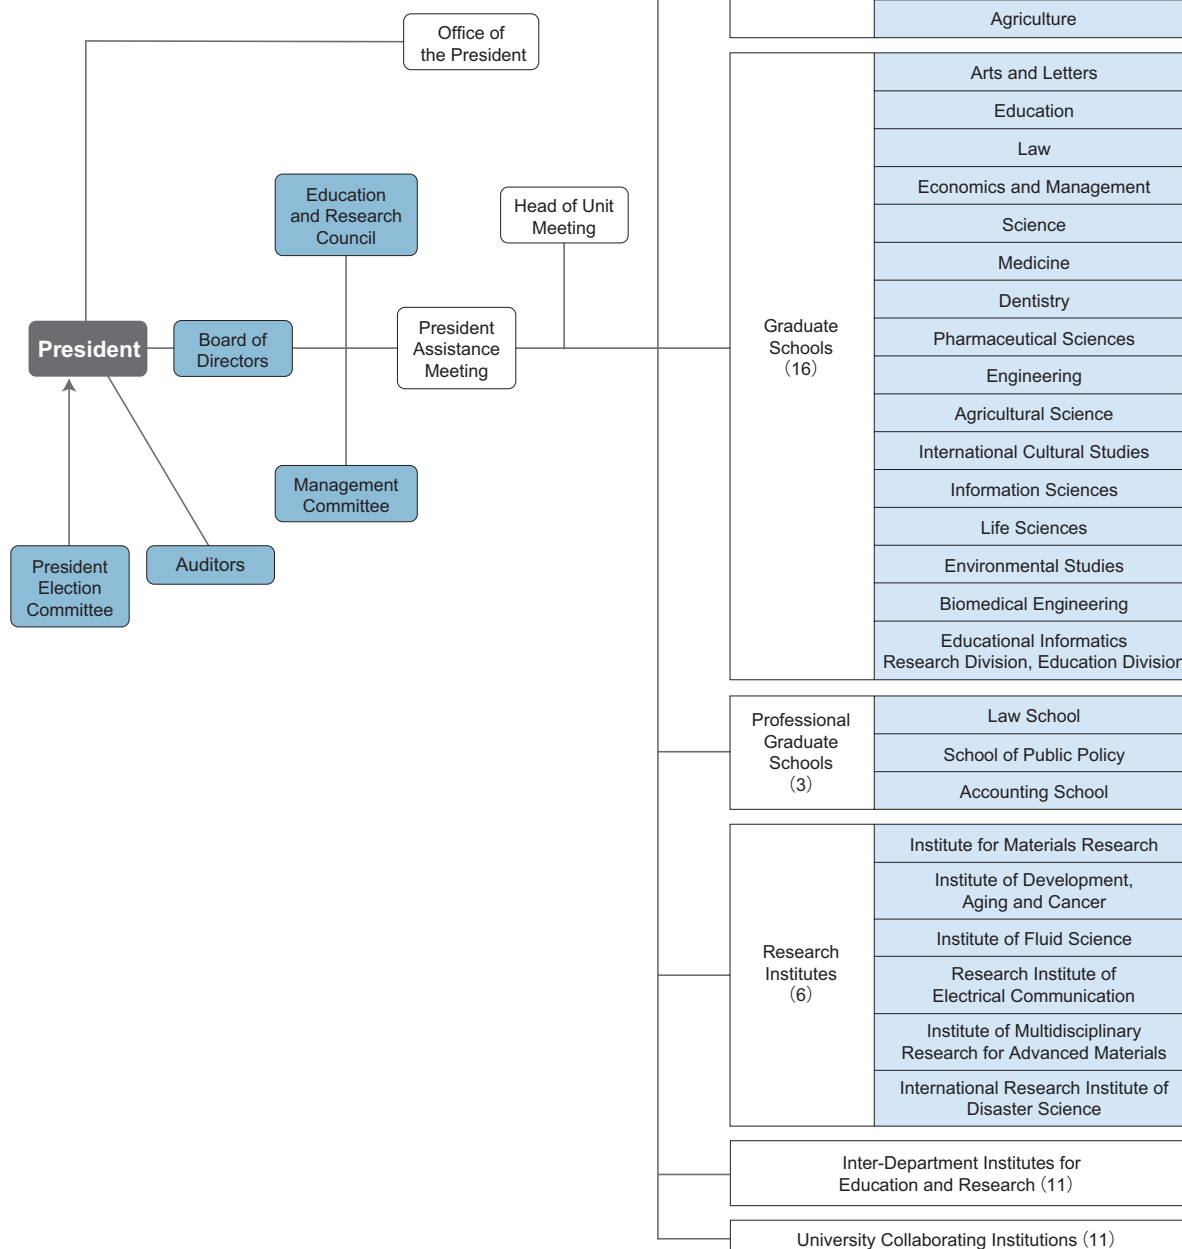 Office of
the President
Education
and Research
Council
Head of Unit
Meeting
President
Board of
Directors
President
Assistance
Meeting
Management
Committee
President
Election
Committee
Auditors
Agriculture
Graduate
Schools
（16）
Arts and Letters
Education
Law
Economics and Management
Science
Medicine
Dentistry
Pharmaceutical Sciences
Engineering
Agricultural Science
International Cultural Studies
Information Sciences
Life Sciences
Environmental Studies
Biomedical Engineering
Educational Informatics
Research Division, Education Division
Professional
Graduate
Schools
（3）
Law School
School of Public Policy
Accounting School
Research
Institutes
（6）
Institute for Materials Research
Institute of Development,
Aging and Cancer
Institute of Fluid Science
Research Institute of
Electrical Communication
Institute of Multidisciplinary
Research for Advanced Materials
International Research Institute of
Disaster Science
Inter-Department Institutes for
Education and Research（11）
University Collaborating Institutions（11）